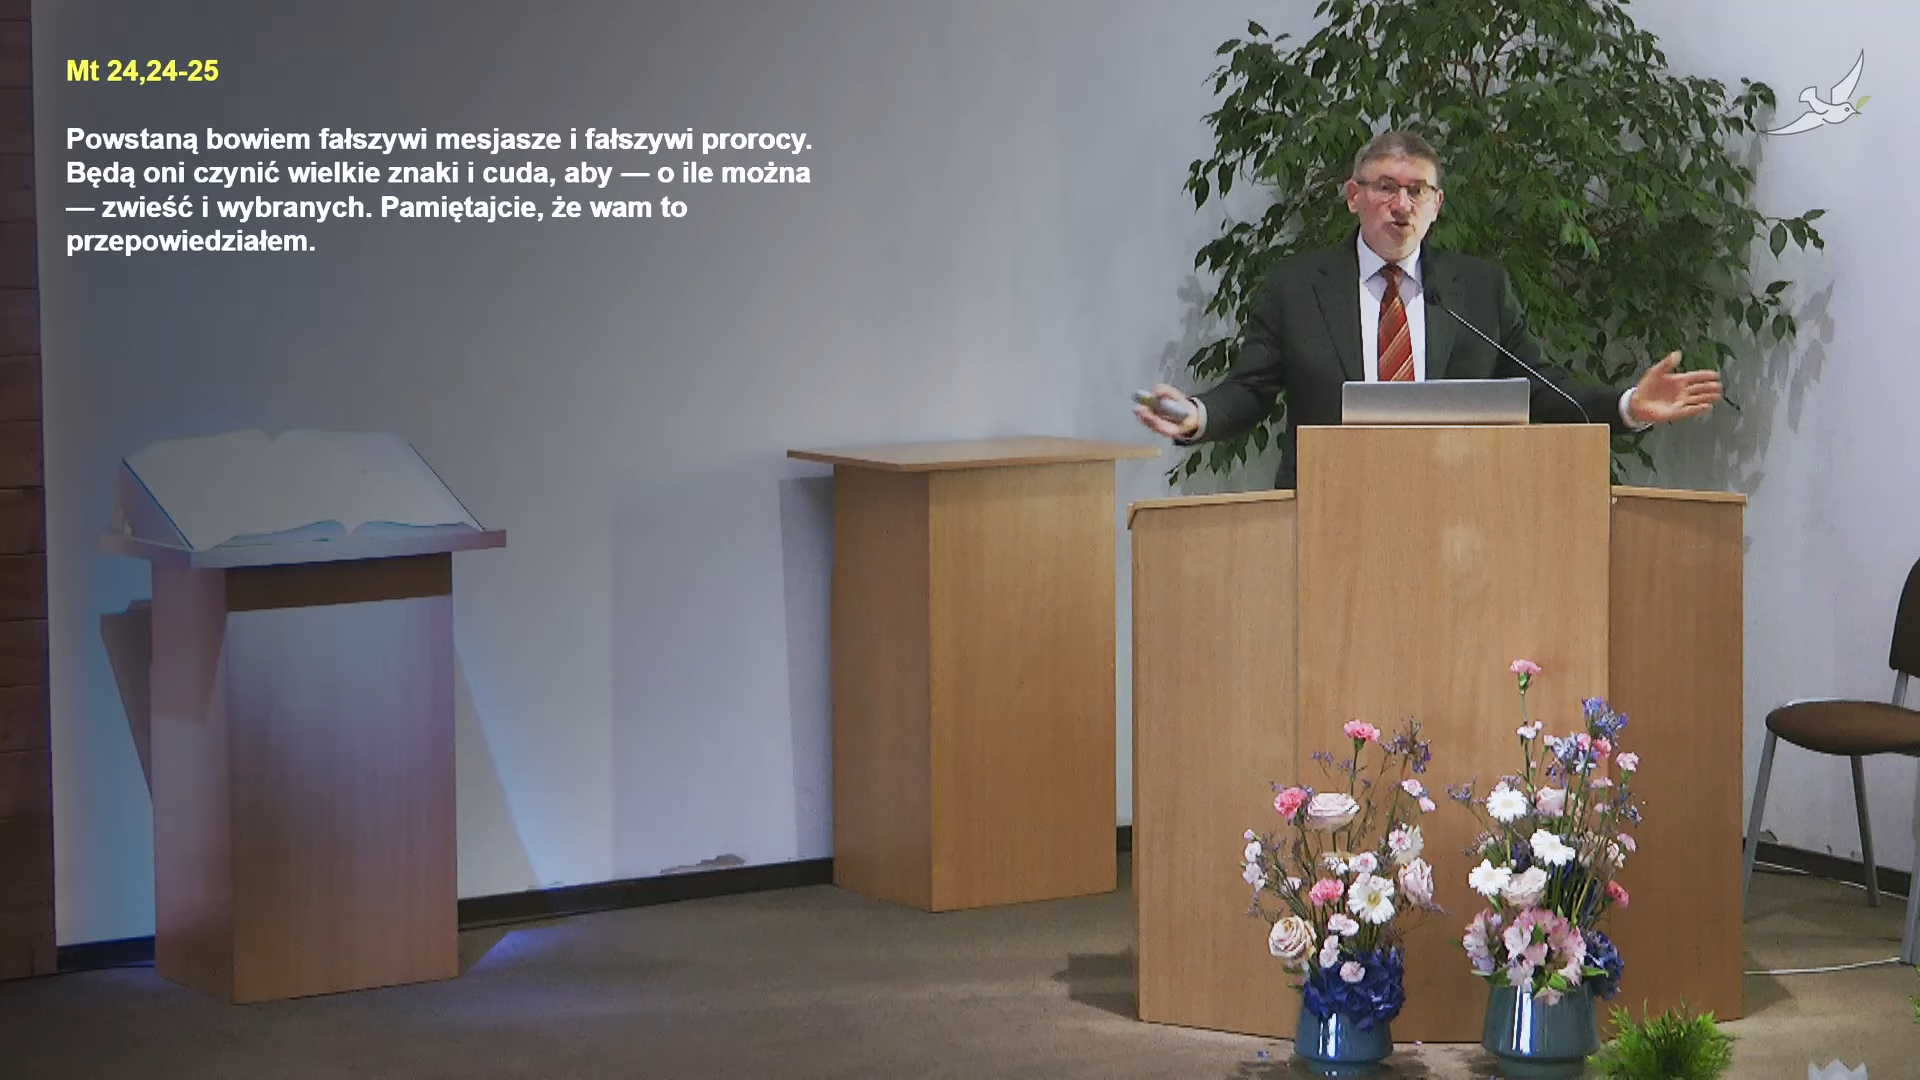 Mt 24,24-25
Powstaną bowiem fałszywi mesjasze i fałszywi prorocy.
Będą oni czynić wielkie znaki i cuda, aby — o ile można
— zwieść i wybranych. Pamiętajcie, że wam to
przepowiedziałem.